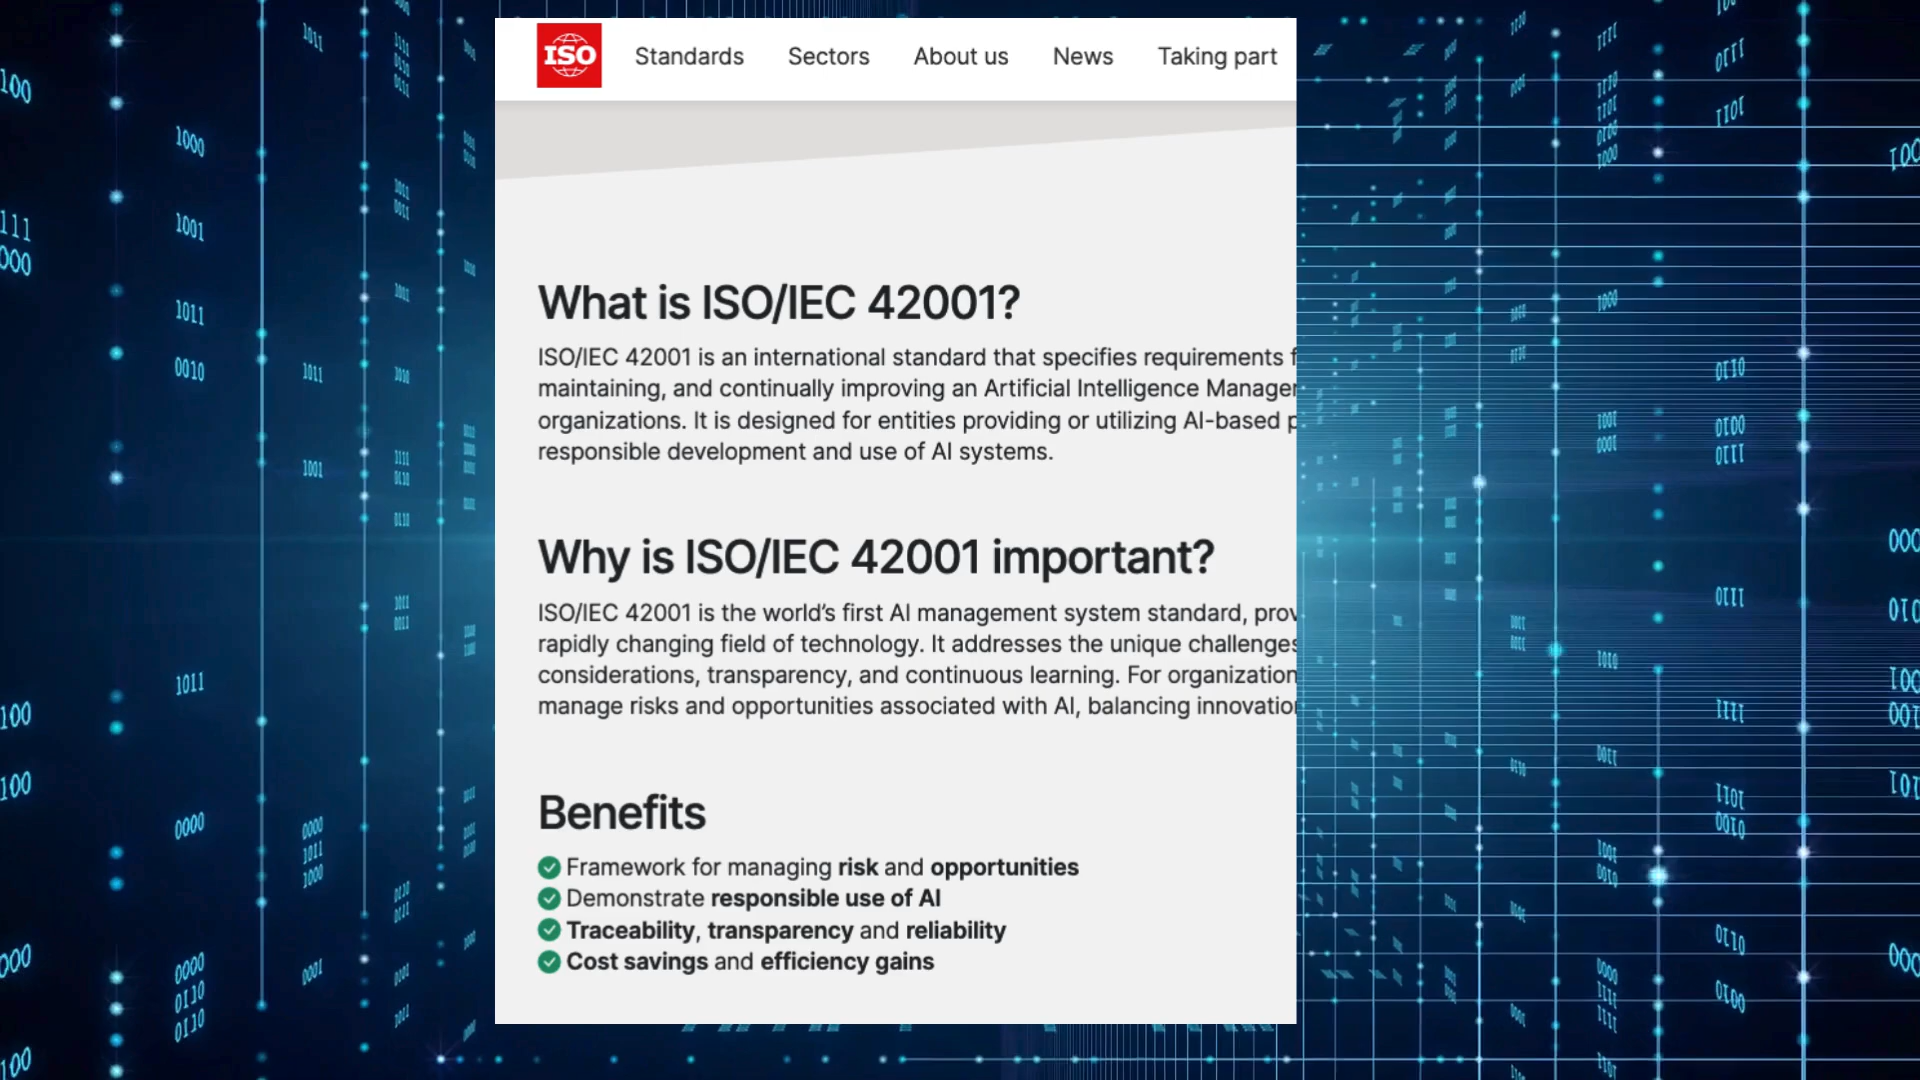 ISO
Standards Sectors About us News Taking part
What is ISO/IEC 42001?
ISO/IEC 42001 is an international standard that specifies requirements
maintaining, and continually improving an Artificial Intelligence
organizations. It is designed for entities providing or utilizing AI-based
responsible development and use of AI systems.
Why is ISO/IEC 42001 important?
ISO/IEC 42001 is the world's first AI management system standard,
rapidly changing field of technology. It addresses the unique challenges
considerations, transparency, and continuous learning. For
manage risks and opportunities associated with AI, balancing
Benefits
Framework for managing risk and opportunities
Demonstrate responsible use of AI
Traceability, transparency and reliability
Cost savings and efficiency gains